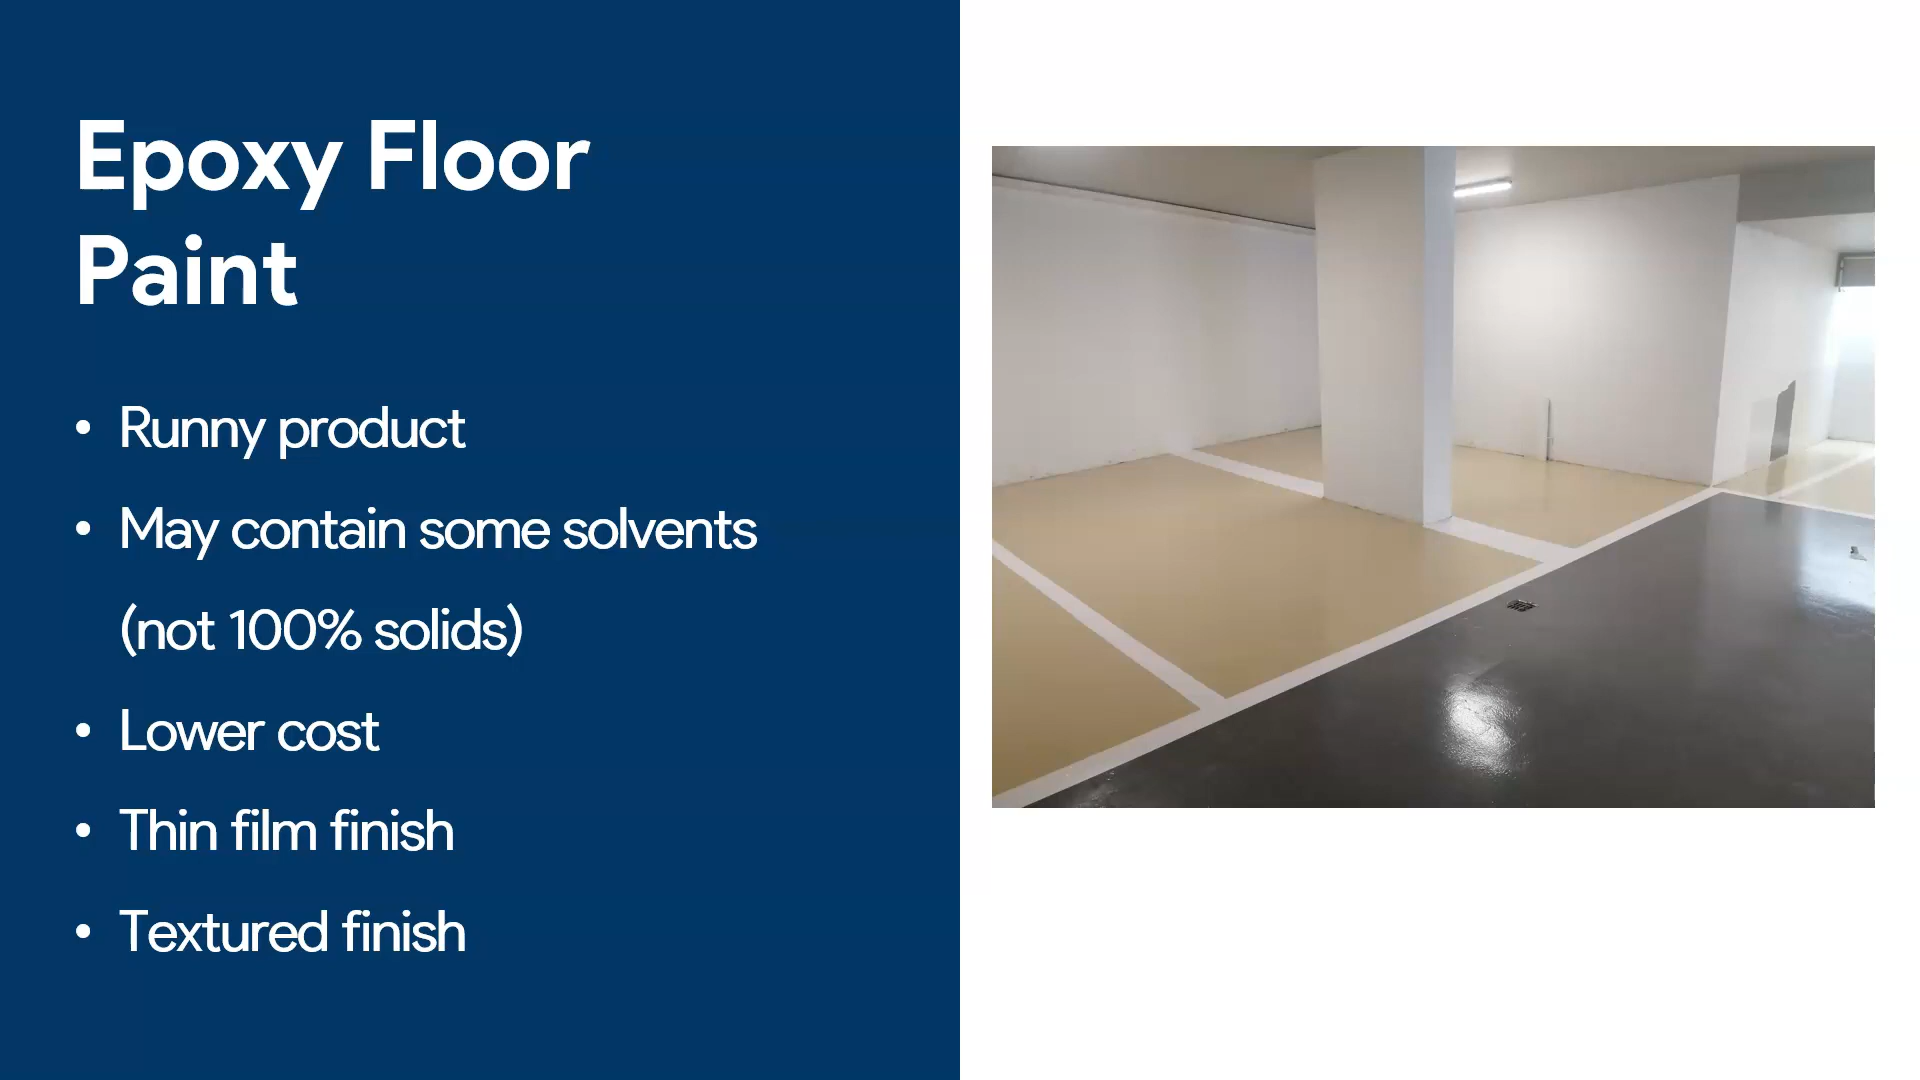 Epoxy Floor
Paint
• Runny product
• May contain some solvents
(not 100% solids)
• Lower cost
• Thin film finish
• Textured finish